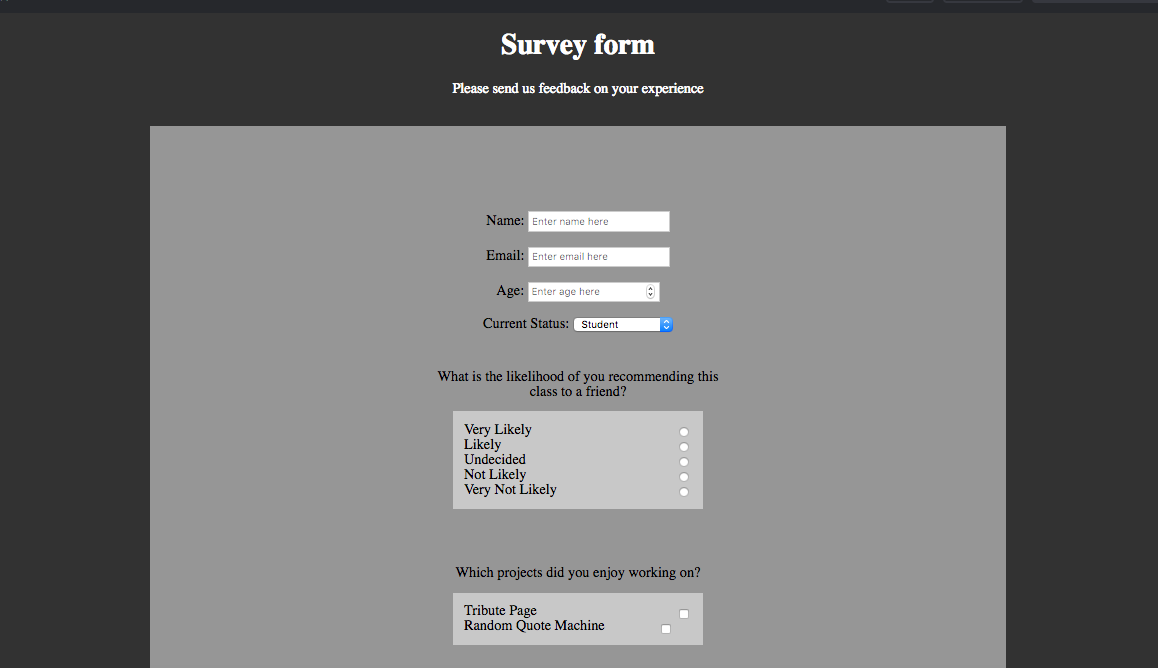 Survey form
Please send us feedback on your experience
Name: Enter name here
Email: Enter email here
Age: Enter age here
Current Status: Student
What is the likelihood of you recommending this
class to a friend?
Very Likely
Likely
Undecided
Not Likely
Very Not Likely
Which projects did you enjoy working on?
Tribute Page
Random Quote Machine